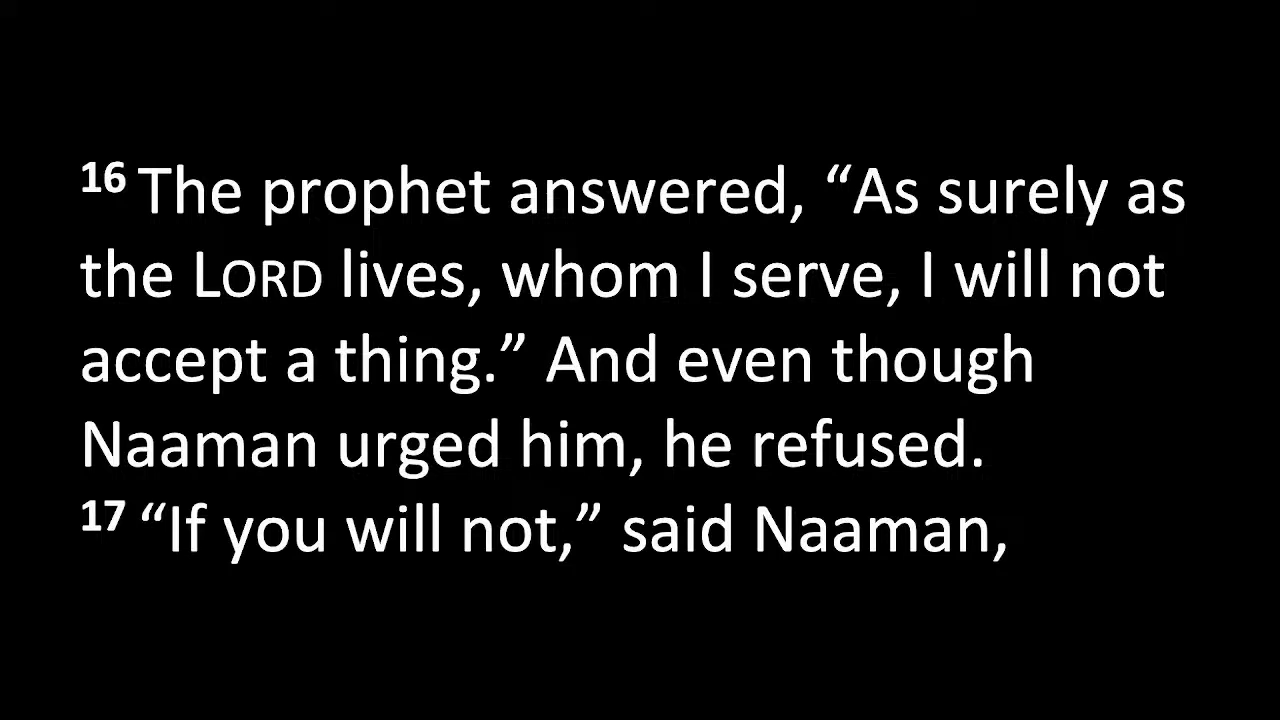 16 The prophet answered, “As surely as
the LORD lives, whom I serve, I will not
accept a thing.” And even though
Naaman urged him, he refused.
17 “If you will not,” said Naaman,